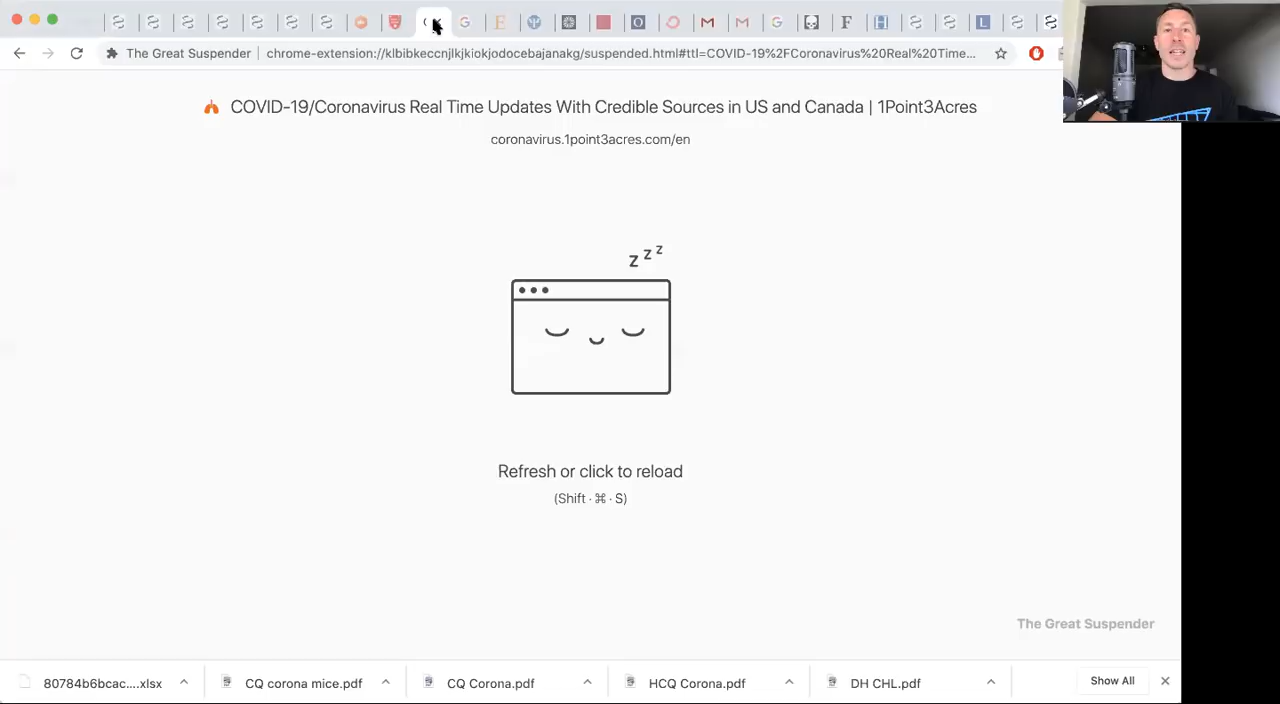 The Great Suspender
chrome-extension://klbibkeccnjlkjkiokjodocebajanakg/suspended.html#ttl=COVID-19%2FCoronavirus%20Real%20Time...
COVID-19/Coronavirus Real Time Updates With Credible Sources in US and Canada | 1Point3Acres
coronavirus.1point3acres.com/en
z z z
Refresh or click to reload
(Shift · ⌘ · S)
The Great Suspender
80784b6bcac....xlsx
CQ corona mice.pdf
CQ Corona.pdf
HCQ Corona.pdf
DH CHL.pdf
Show All